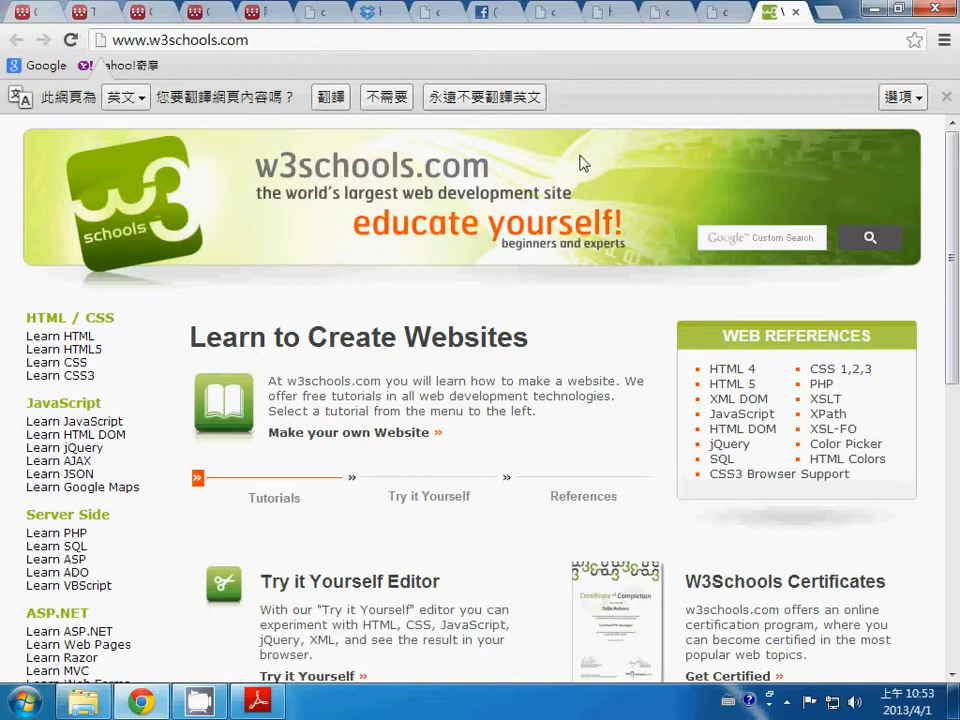 www.w3schools.com
Google
此網頁為
英文
您要翻譯網頁內容嗎？
翻譯
不需要
永遠不要翻譯英文
選項
w3
schools
w3schools.com
the world's largest web development site
educate yourself!
beginners and experts
Google™ Custom Search
HTML / CSS
Learn HTML
Learn HTML5
Learn CSS
Learn CSS3
JavaScript
Learn JavaScript
Learn HTML DOM
Learn jQuery
Learn AJAX
Learn JSON
Learn Google Maps
Server Side
Learn PHP
Learn SQL
Learn ASP
Learn ADO
Learn VBScript
ASP.NET
Learn ASP.NET
Learn Web Pages
Learn Razor
Learn MVC
Learn to Create Websites
At w3schools.com you will learn how to make a website. We
offer free tutorials in all web development technologies.
Select a tutorial from the menu to the left.
Make your own Website »
» Tutorials
» Try it Yourself
» References
WEB REFERENCES
HTML 4
HTML 5
XML DOM
JavaScript
HTML DOM
jQuery
SQL
CSS3 Browser Support
CSS 1,2,3
PHP
XSLT
XPath
XSL-FO
Color Picker
HTML Colors
Try it Yourself Editor
With our "Try it Yourself" editor you can
experiment with HTML, CSS, JavaScript,
jQuery, XML, and see the result in your
browser.
Try it Yourself »
Certificate of Completion
W3Schools Certificates
w3schools.com offers an online
certification program, where you
can become certified in the most
popular web topics.
Get Certified »
上午 10:53
2013/4/1